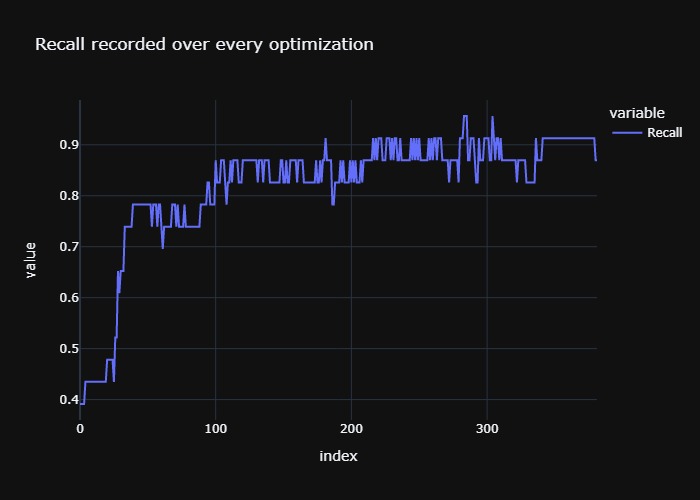 Recall recorded over every optimization
variable
Recall
0.9
0.8
0.7
0.6
0.5
0.4
value
0
100
200
300
index